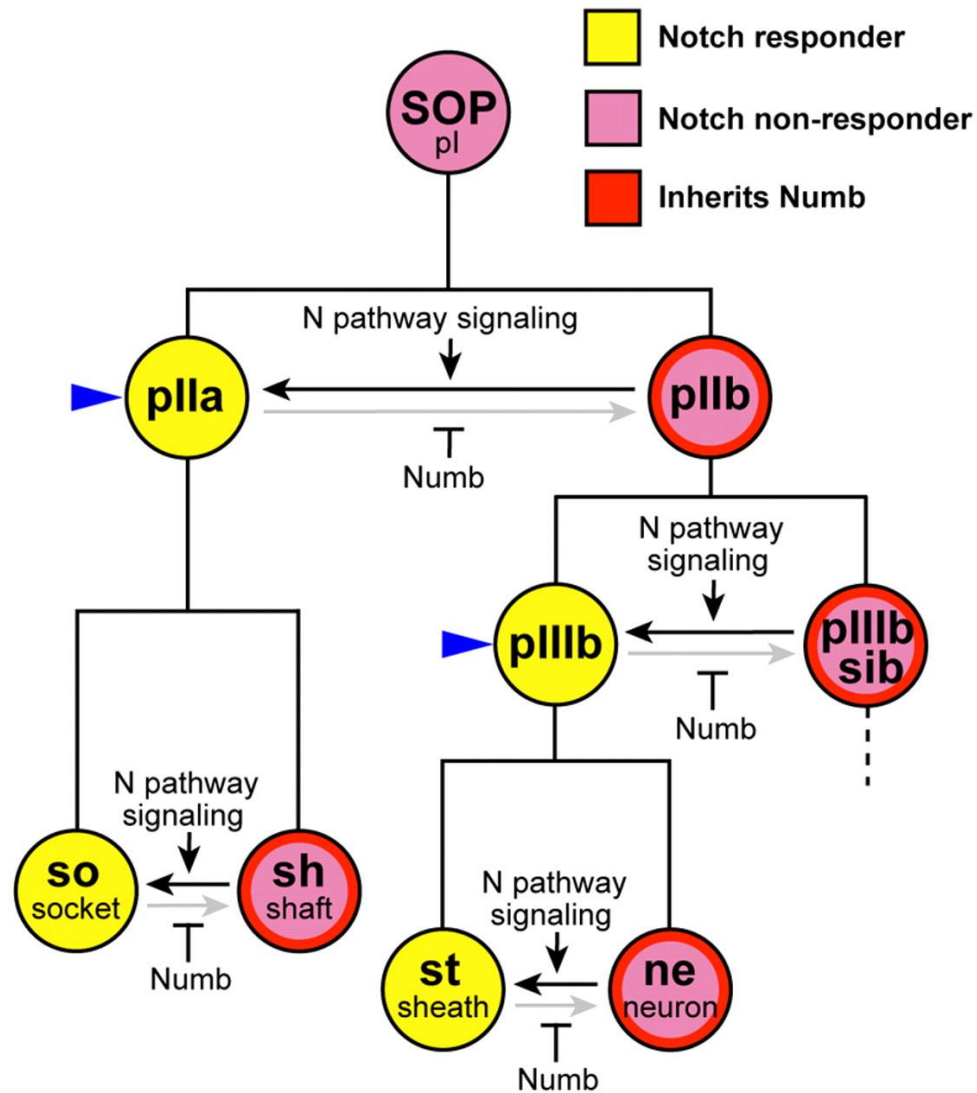 Notch responder
SOP
pI
Notch non-responder
Inherits Numb
N pathway signaling
pIIa
pIIb
Numb
N pathway
signaling
pIIIb
pIIIb
sib
Numb
N pathway
signaling
so
socket
sh
shaft
Numb
N pathway
signaling
st
sheath
ne
neuron
Numb